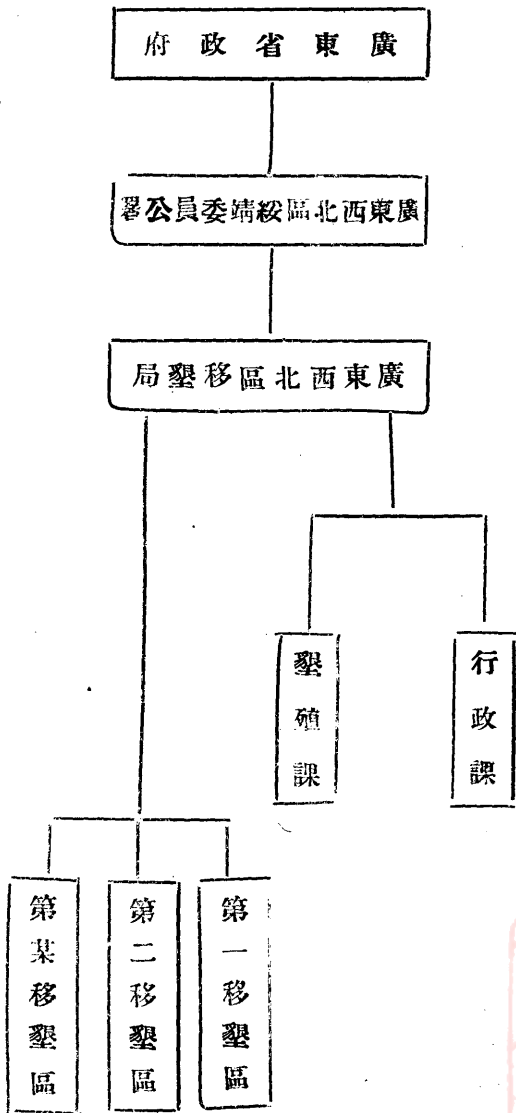 廣東省政府
廣東西北區綏靖委員公署
廣東西北區移墾局
行政課
墾殖課
第一移墾區
第二移墾區
第某移墾區